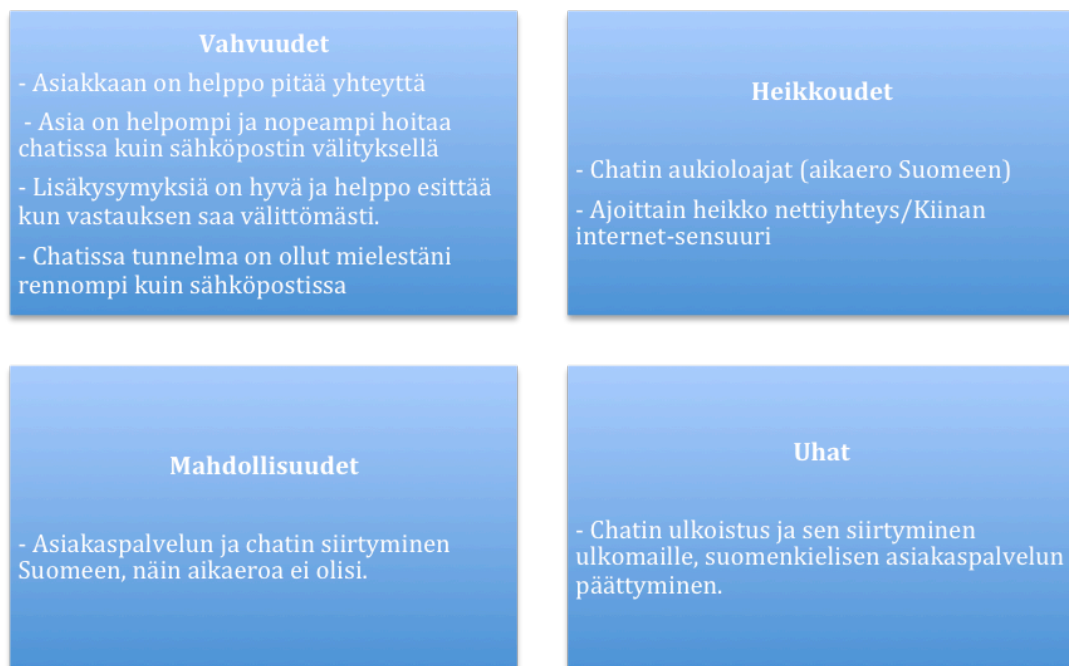 Vahvuudet
- Asiakkaan on helppo pitää yhteyttä
- Asia on helpompi ja nopeampi hoitaa
chatissa kuin sähköpostin välityksellä
- Lisäkysymyksiä on hyvä ja helppo esittää
kun vastauksen saa välittömästi.
- Chatissa tunnelma on ollut mielestäni
rennompi kuin sähköpostissa
Heikkoudet
- Chatin aukioloajat (aikaero Suomeen)
- Ajoittain heikko nettiyhteys/Kiinan
internet-sensuuri
Mahdollisuudet
- Asiakaspalvelun ja chatin siirtyminen
Suomeen, näin aikaeroa ei olisi.
Uhat
- Chatin ulkoistus ja sen siirtyminen
ulkomaille, suomenkielisen asiakaspalvelun
päättyminen.